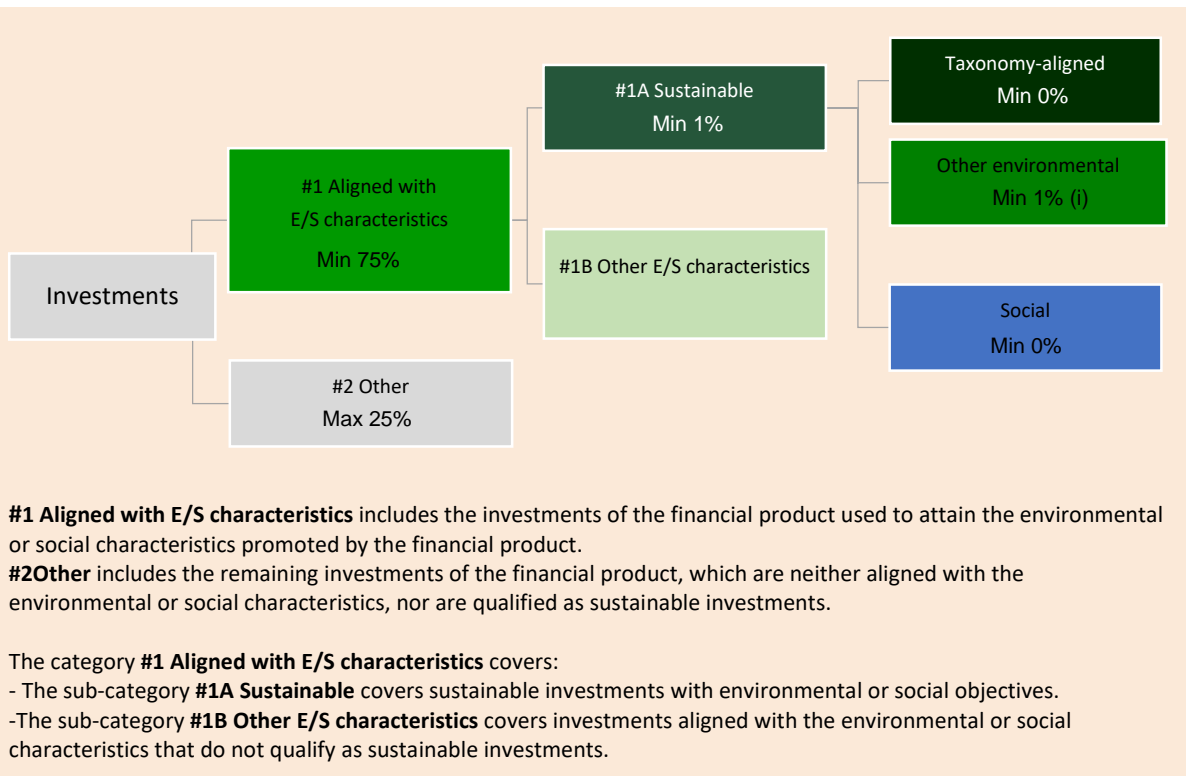 Investments
#1 Aligned with
E/S characteristics
Min 75%
#2 Other
Max 25%
#1A Sustainable
Min 1%
#1B Other E/S characteristics
Taxonomy-aligned
Min 0%
Other environmental
Min 1% (i)
Social
Min 0%
#1 Aligned with E/S characteristics includes the investments of the financial product used to attain the environmental
or social characteristics promoted by the financial product.
#2Other includes the remaining investments of the financial product, which are neither aligned with the
environmental or social characteristics, nor are qualified as sustainable investments.
The category #1 Aligned with E/S characteristics covers:
- The sub-category #1A Sustainable covers sustainable investments with environmental or social objectives.
-The sub-category #1B Other E/S characteristics covers investments aligned with the environmental or social
characteristics that do not qualify as sustainable investments.